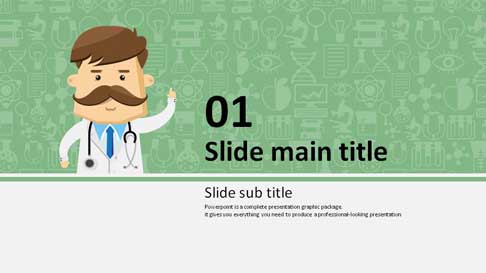 01
Slide main title
Slide sub title
Powerpoint is a complete presentation graphic package.
it gives you everything you need to produce a professional-looking presentation.